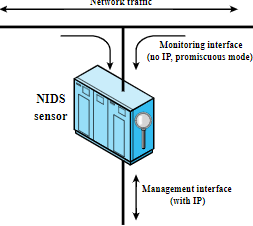 Network traffic
Monitoring interface
(no IP, promiscuous mode)
NIDS
sensor
Management interface
(with IP)